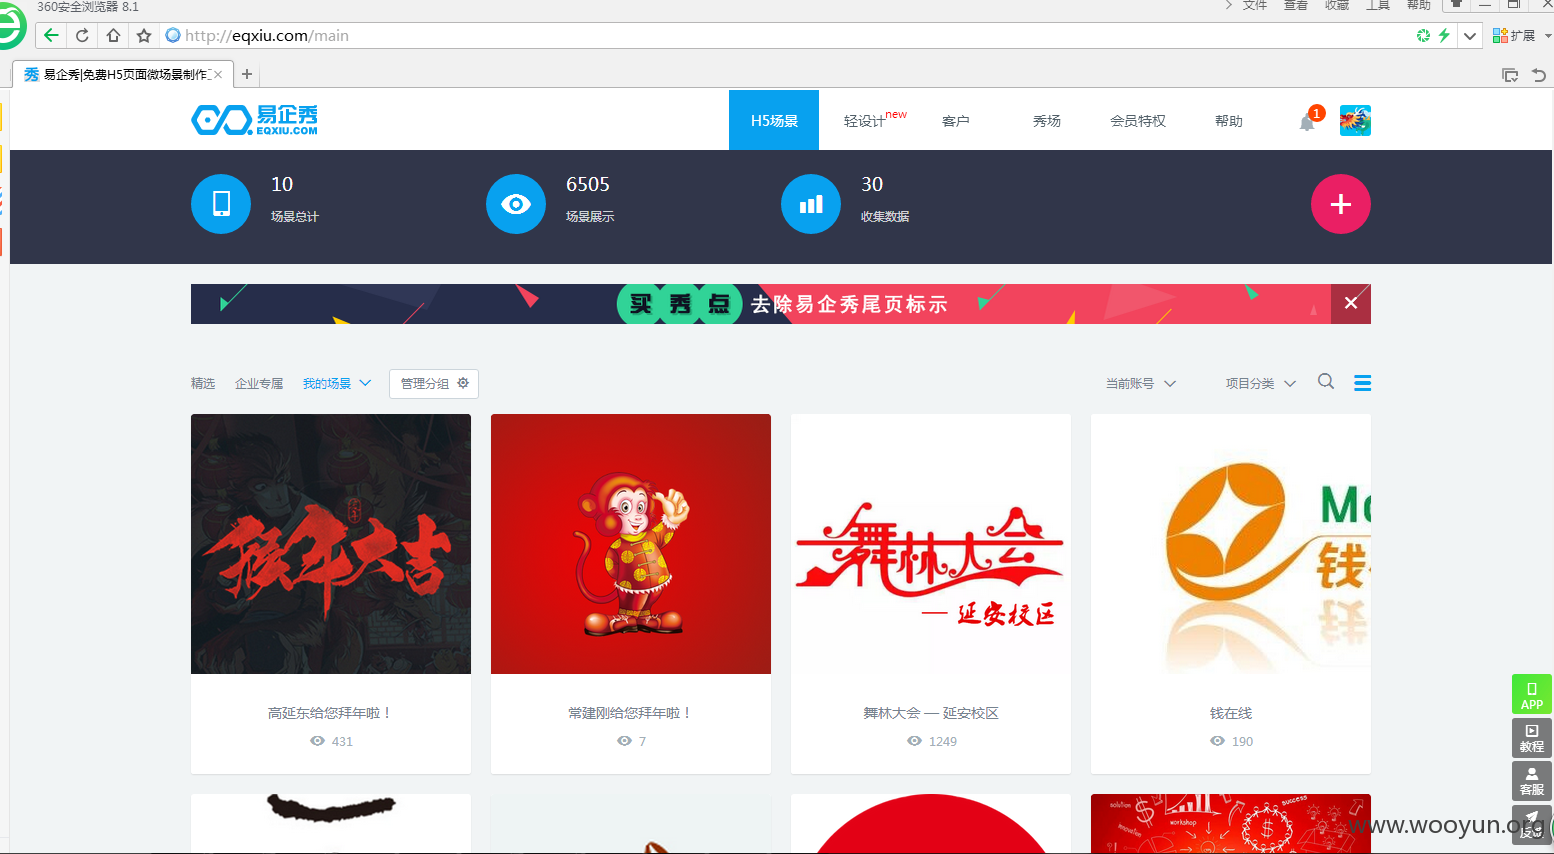 360安全浏览器 8.1
文件 查看 收藏 工具 帮助
http://eqxiu.com/main
扩展
秀 易企秀|免费H5页面微场景制作
易企秀
EQXIU.COM
H5场景 轻设计new 客户 秀场 会员特权 帮助 1
10
场景总计
6505
场景展示
30
收集数据
买秀点 去除易企秀尾页标示
精选 企业专属 我的场景 管理分组 当前账号 项目分类
猴年大吉
舞林大会
— 延安校区
钱
高延东给您拜年啦！
431
常建刚给您拜年啦！
7
舞林大会 — 延安校区
1249
钱在线
190
APP
教程
客服
solution
success
workshop
innovation
www.wooyun.org